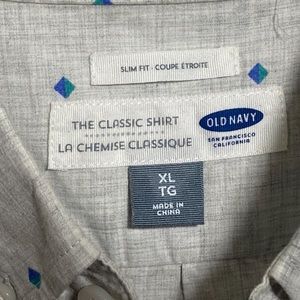 SLIM FIT · COUPE ÉTROITE
THE CLASSIC SHIRT
LA CHEMISE CLASSIQUE
OLD NAVY
SAN FRANCISCO
CALIFORNIA
XL
TG
MADE IN
CHINA